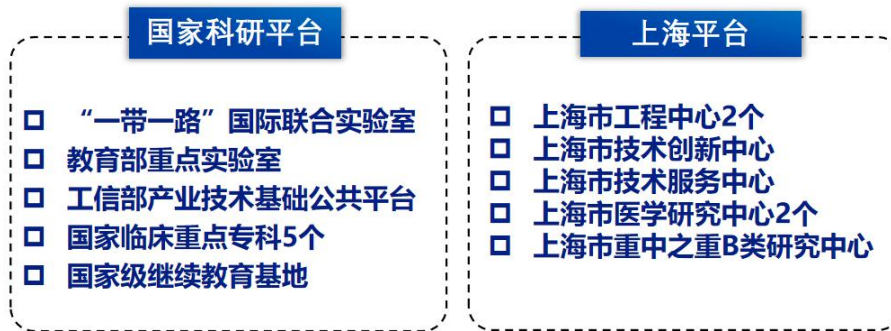 国家科研平台
“一带一路”国际联合实验室
教育部重点实验室
工信部产业技术基础公共平台
国家临床重点专科5个
国家级继续教育基地
上海平台
上海市工程中心2个
上海市技术创新中心
上海市技术服务中心
上海市医学研究中心2个
上海市重中之重B类研究中心